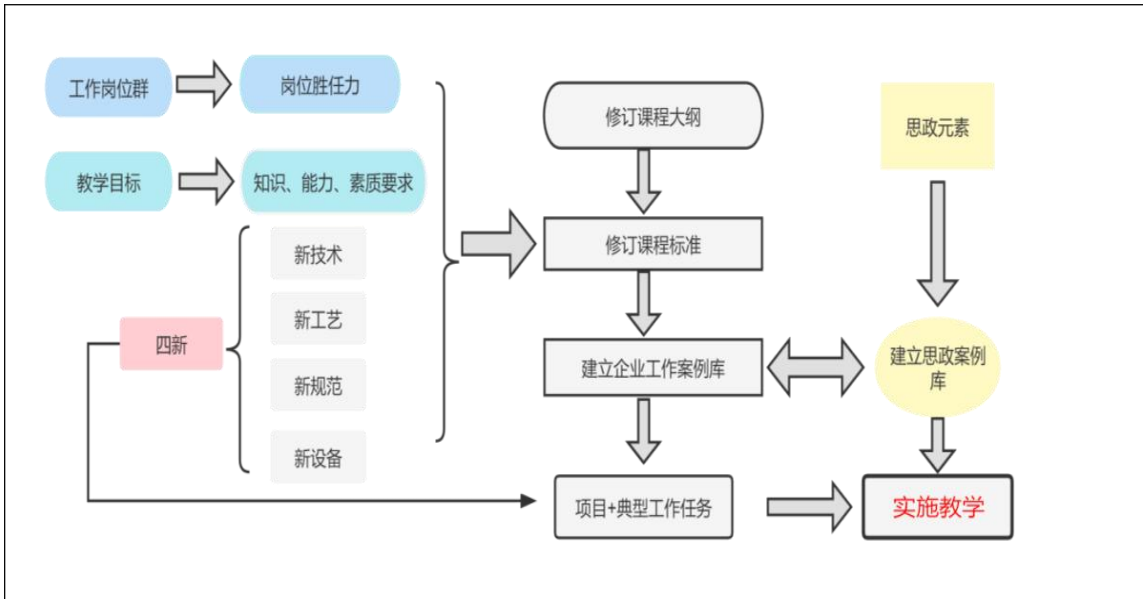 工作岗位群
岗位胜任力
教学目标
知识、能力、素质要求
四新
新技术
新工艺
新规范
新设备
修订课程大纲
修订课程标准
建立企业工作案例库
项目+典型工作任务
思政元素
建立思政案例
库
实施教学